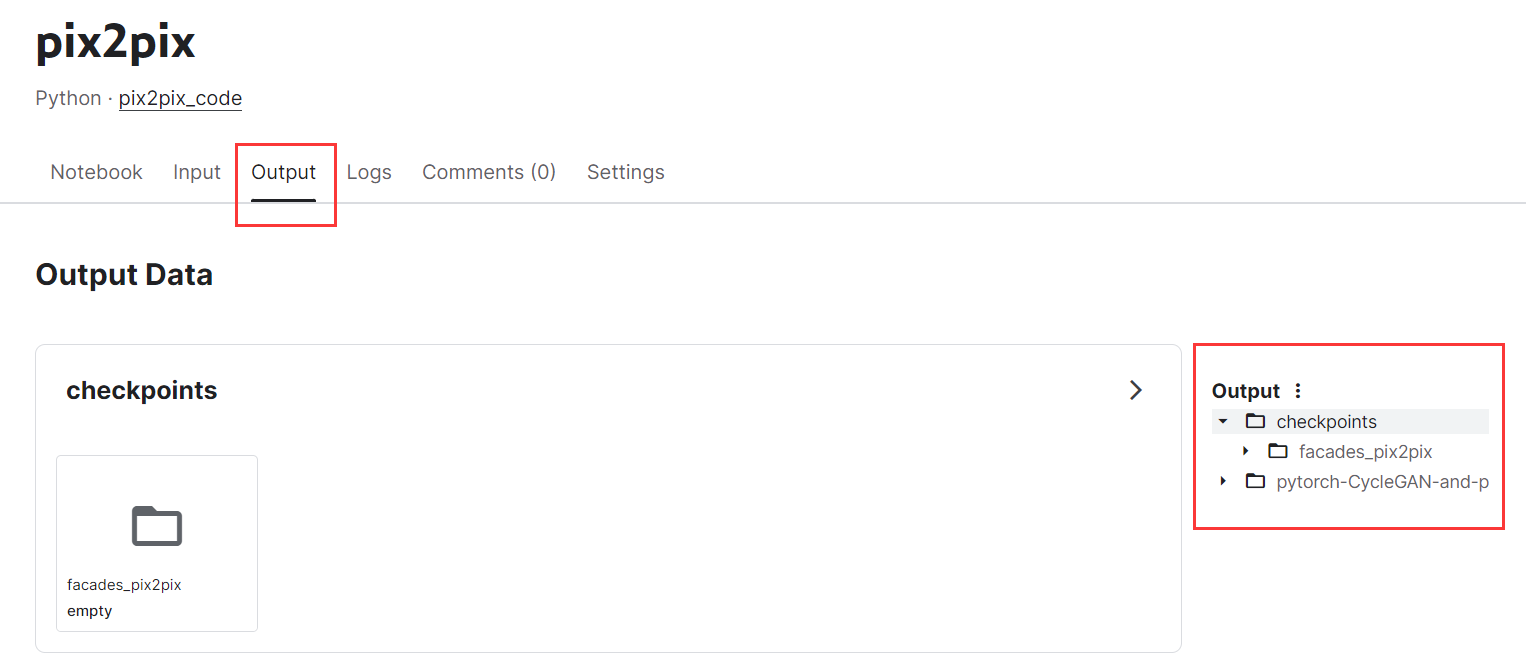 pix2pix
Python · pix2pix_code
Notebook Input Output Logs Comments (0) Settings
Output Data
checkpoints
facades_pix2pix
empty
Output
checkpoints
facades_pix2pix
pytorch-CycleGAN-and-p